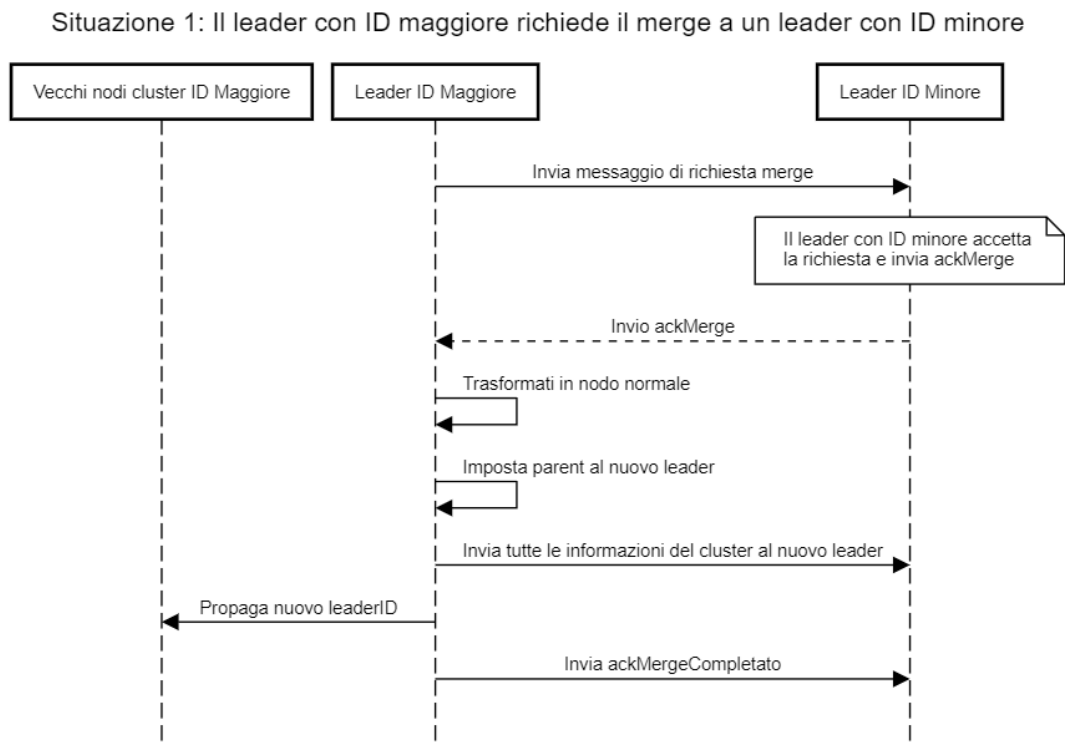 Situazione 1: Il leader con ID maggiore richiede il merge a un leader con ID minore
Vecchi nodi cluster ID Maggiore
Leader ID Maggiore
Leader ID Minore
Invia messaggio di richiesta merge
Il leader con ID minore accetta
la richiesta e invia ackMerge
Invio ackMerge
Trasformati in nodo normale
Imposta parent al nuovo leader
Invia tutte le informazioni del cluster al nuovo leader
Propaga nuovo leaderID
Invia ackMergeCompletato